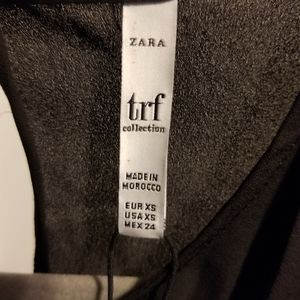 ZARA
trf
collection
MADE IN
MOROCCO
EUR XS
USA XS
MEX 24